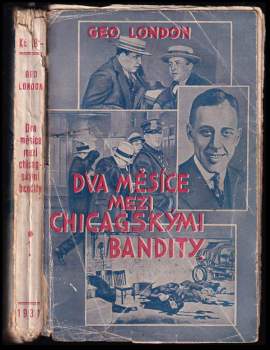 Kč 18-
GEO
LONDON
Dva
měsíce
mezi
chicag-
skými
bandity
1931
GEO LONDON
DVA MĚSÍCE
MEZI
CHICAGSKÝMI
BANDITY.